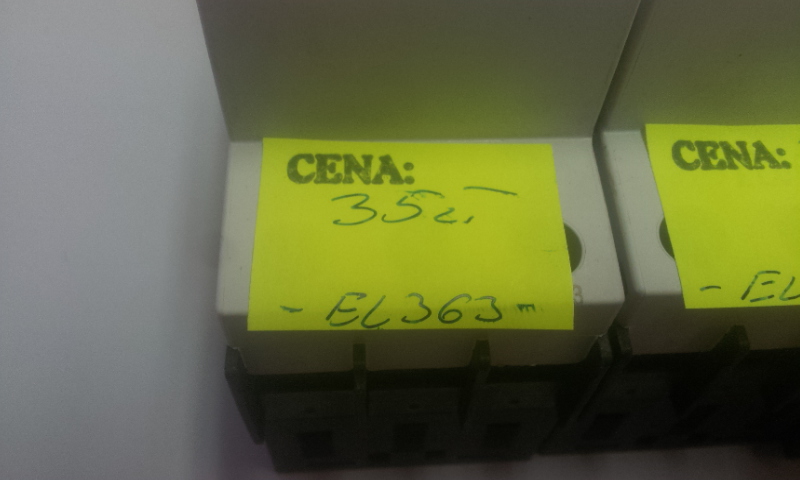 CENA:
35zł
- EL363 -
CENA:
- EL